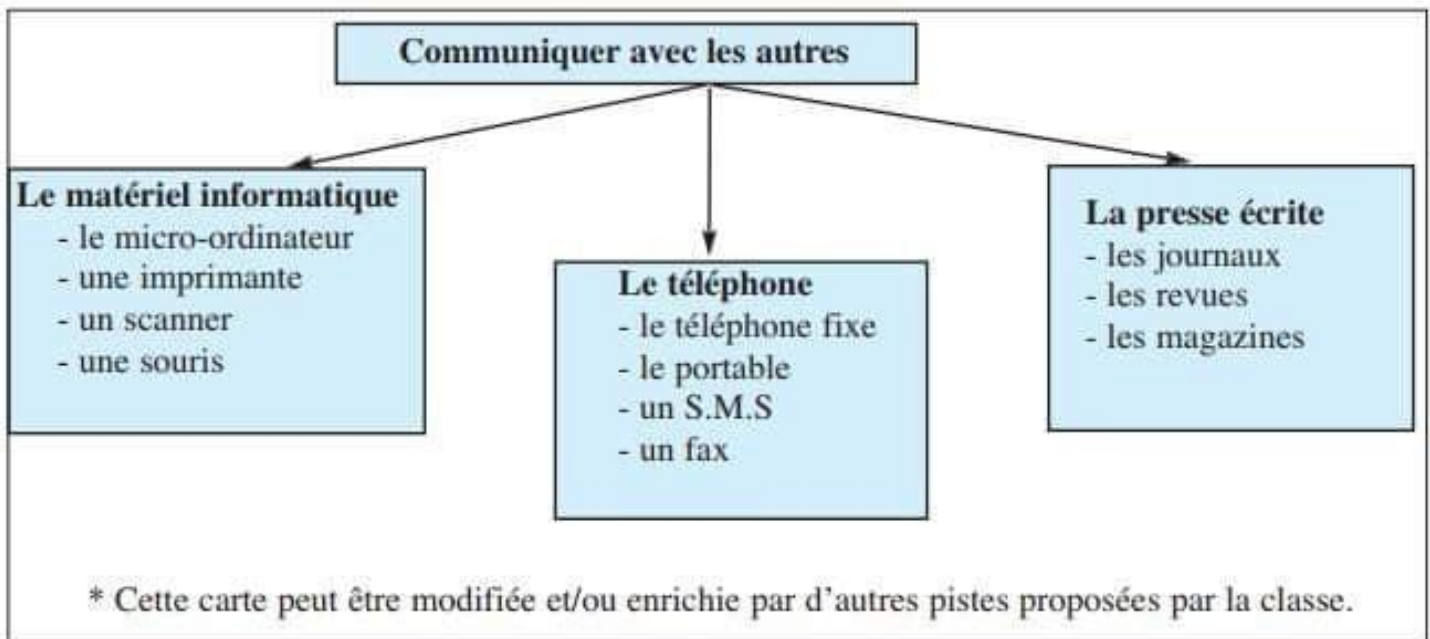 Communiquer avec les autres
Le matériel informatique
- le micro-ordinateur
- une imprimante
- un scanner
- une souris
Le téléphone
- le téléphone fixe
- le portable
- un S.M.S
- un fax
La presse écrite
- les journaux
- les revues
- les magazines
* Cette carte peut être modifiée et/ou enrichie par d'autres pistes proposées par la classe.